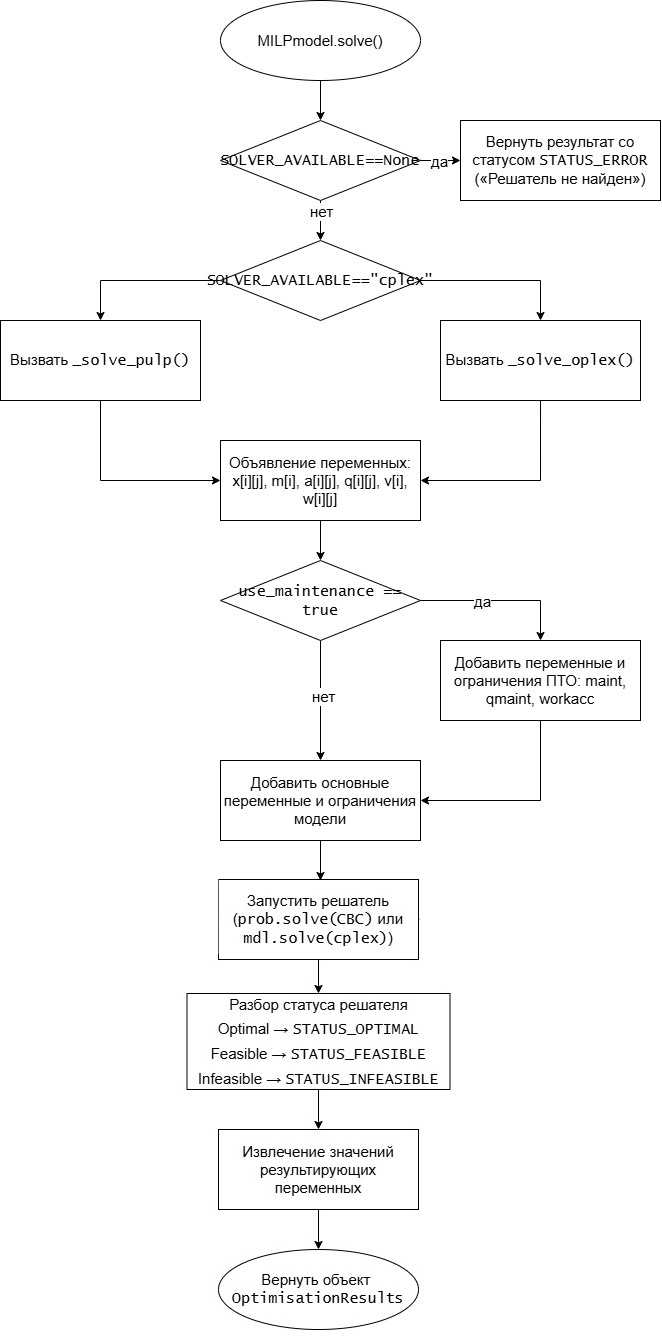 MILPmodel.solve()
SOLVER_AVAILABLE==None
да
Вернуть результат со
статусом STATUS_ERROR
(«Решатель не найден»)
нет
SOLVER_AVAILABLE=="cplex"
Вызвать _solve_pulp()
Вызвать _solve_oplex()
Объявление переменных:
x[i][j], m[i], a[i][j], q[i][j], v[i],
w[i][j]
use_maintenance ==
true
да
Добавить переменные и
ограничения ПТО: maint,
qmaint, workacc
нет
Добавить основные
переменные и ограничения
модели
Запустить решатель
(prob.solve(CBC) или
mdl.solve(cplex))
Разбор статуса решателя
Optimal → STATUS_OPTIMAL
Feasible → STATUS_FEASIBLE
Infeasible → STATUS_INFEASIBLE
Извлечение значений
результирующих
переменных
Вернуть объект
OptimisationResults